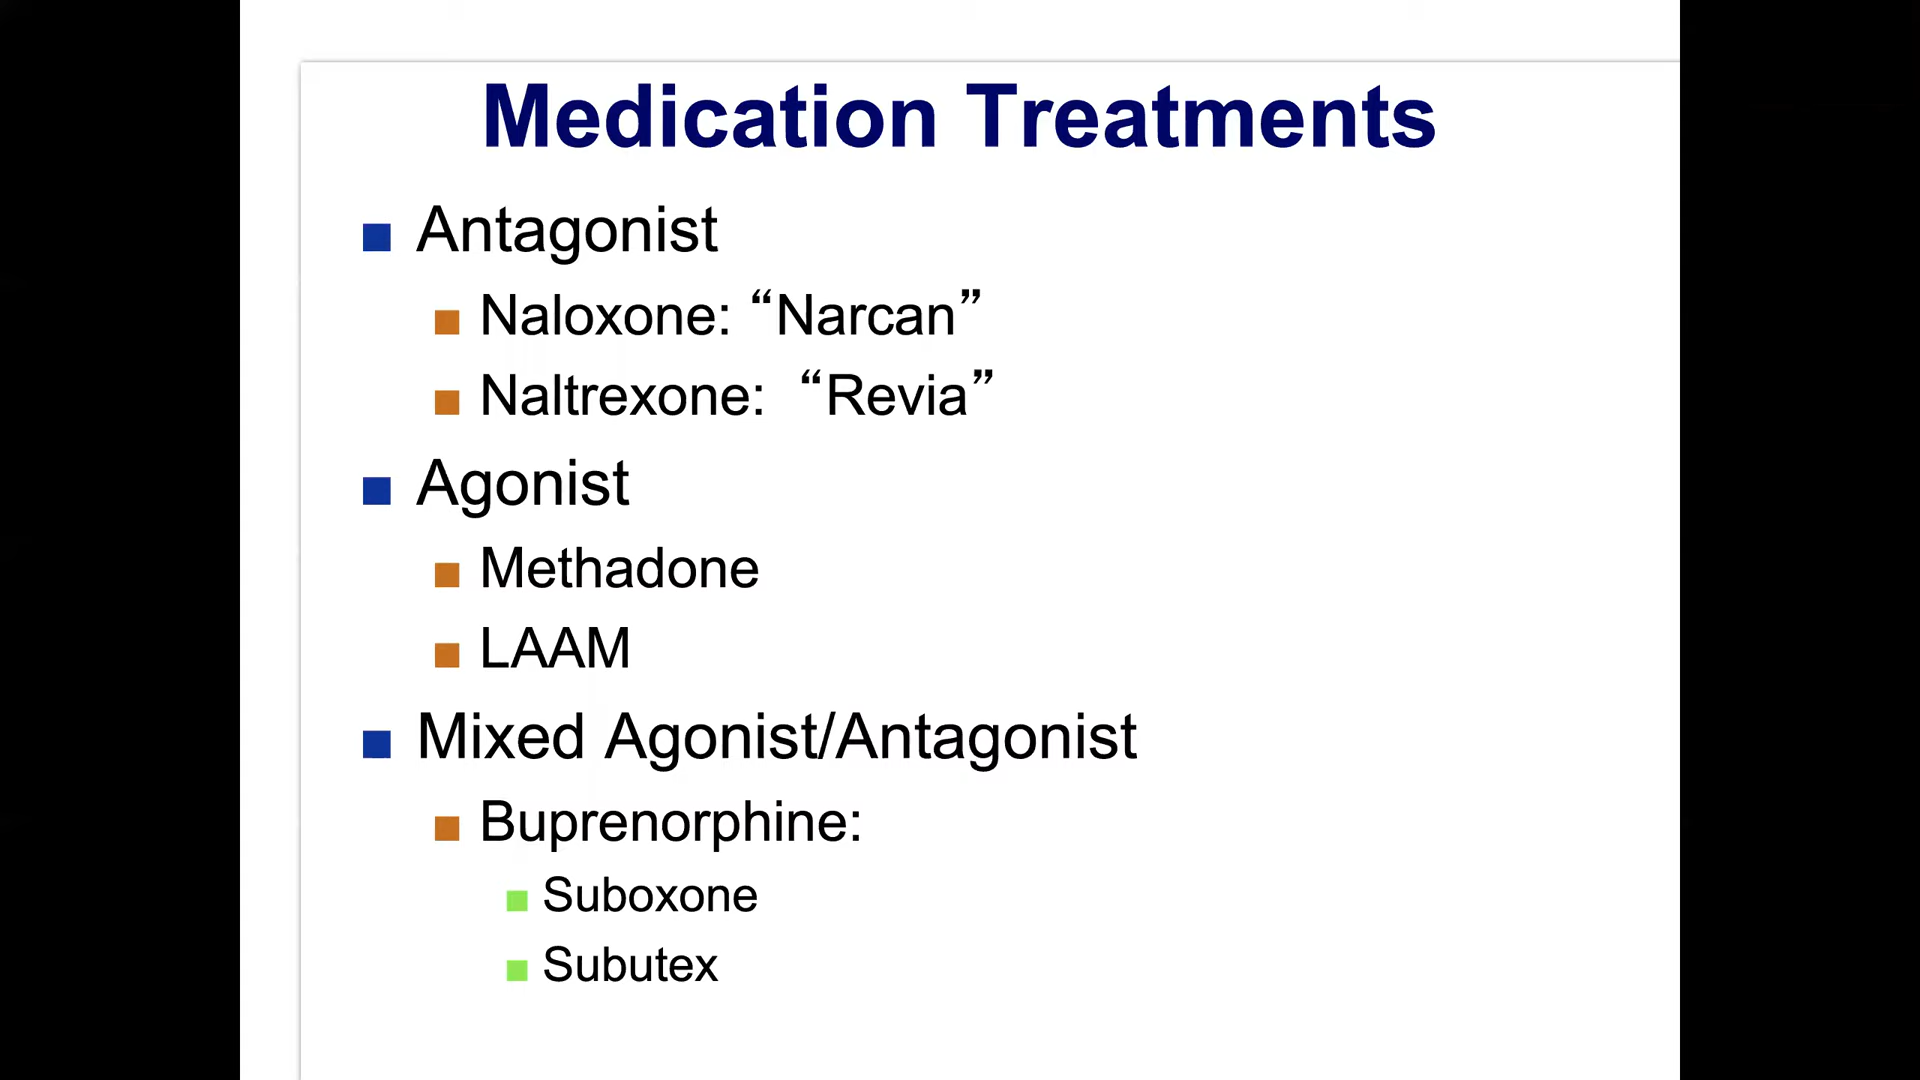 Medication Treatments
Antagonist
Naloxone: “Narcan”
Naltrexone: “Revia”
Agonist
Methadone
LAAM
Mixed Agonist/Antagonist
Buprenorphine:
Suboxone
Subutex